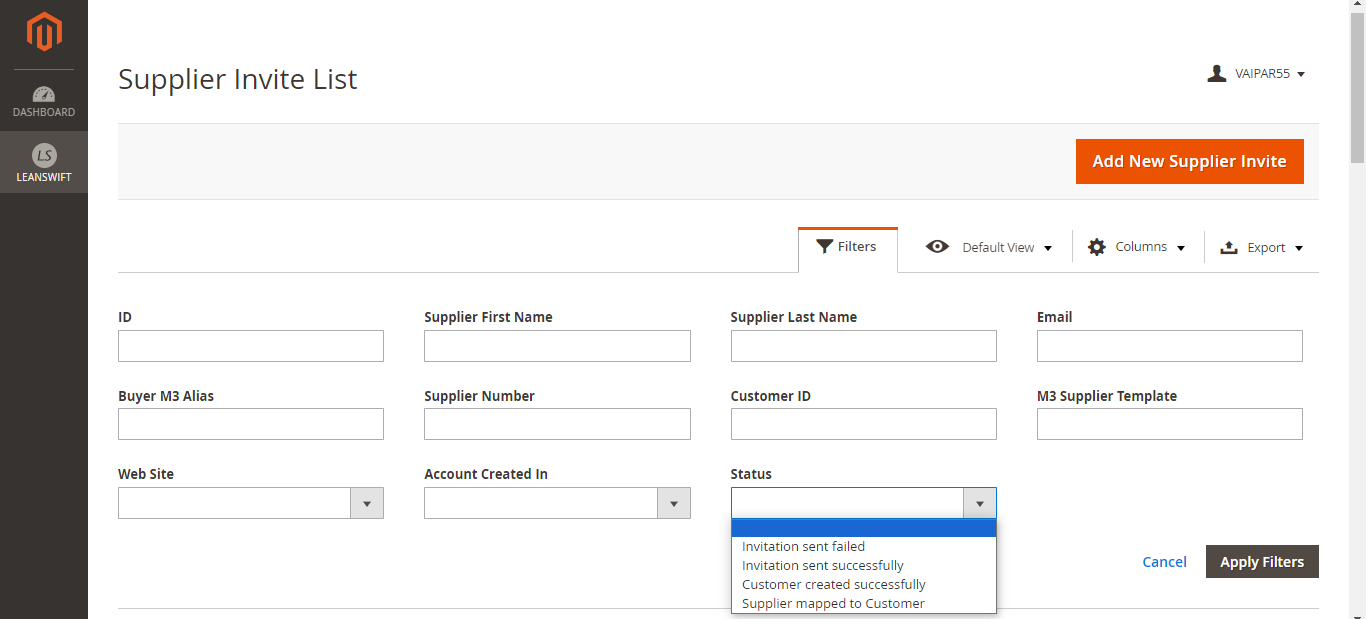 Supplier Invite List
VAIPAR55
DASHBOARD
LS
LEANSWIFT
Add New Supplier Invite
Filters
Default View
Columns
Export
ID
Supplier First Name
Supplier Last Name
Email
Buyer M3 Alias
Supplier Number
Customer ID
M3 Supplier Template
Web Site
Account Created In
Status
Invitation sent failed
Invitation sent successfully
Customer created successfully
Supplier mapped to Customer
Cancel
Apply Filters